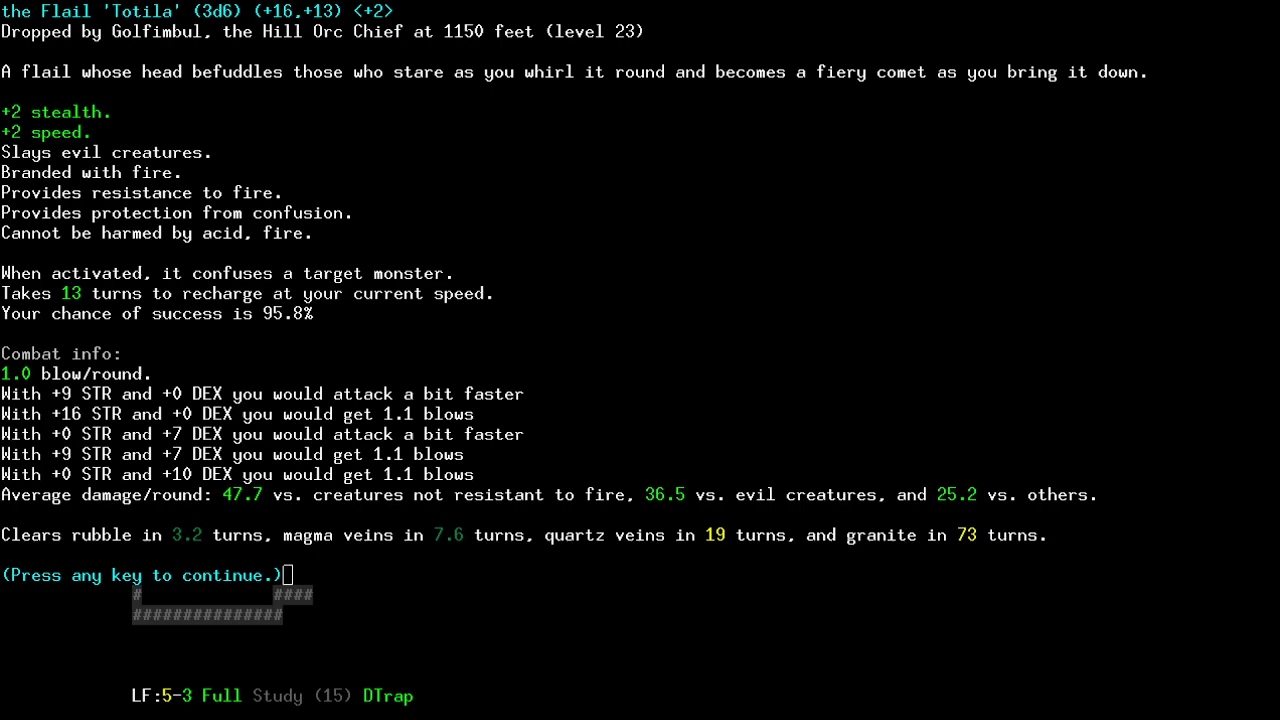 the Flail 'Totila' (3d6) (+16,+13) <+2>
Dropped by Golfimbul, the Hill Orc Chief at 1150 feet (level 23)
A flail whose head befuddles those who stare as you whirl it round and becomes a fiery comet as you bring it down.
+2 stealth.
+2 speed.
Slays evil creatures.
Branded with fire.
Provides resistance to fire.
Provides protection from confusion.
Cannot be harmed by acid, fire.
When activated, it confuses a target monster.
Takes 13 turns to recharge at your current speed.
Your chance of success is 95.8%
Combat info:
1.0 blow/round.
With +9 STR and +0 DEX you would attack a bit faster
With +16 STR and +0 DEX you would get 1.1 blows
With +0 STR and +7 DEX you would attack a bit faster
With +9 STR and +7 DEX you would get 1.1 blows
With +0 STR and +10 DEX you would get 1.1 blows
Average damage/round: 47.7 vs. creatures not resistant to fire, 36.5 vs. evil creatures, and 25.2 vs. others.
Clears rubble in 3.2 turns, magma veins in 7.6 turns, quartz veins in 19 turns, and granite in 73 turns.
(Press any key to continue.)
# ####
###############
LF:5-3 Full Study (15) DTrap